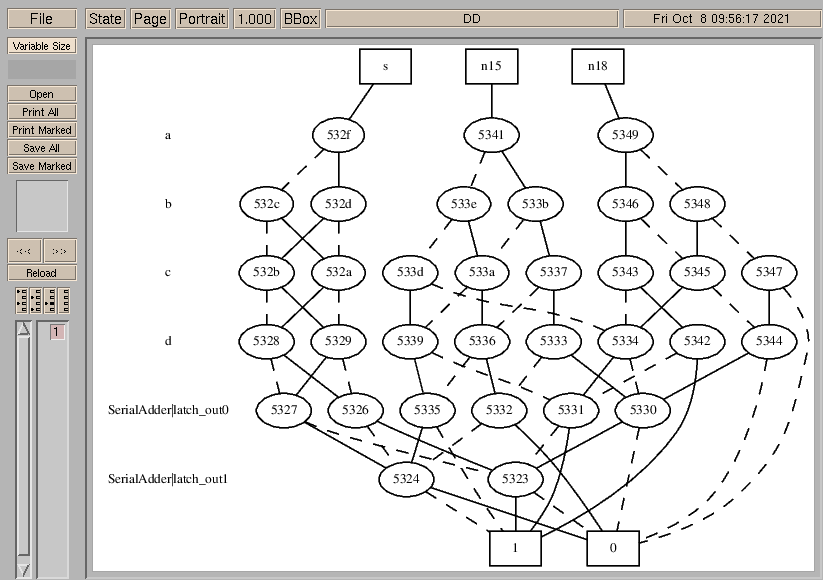 File State Page Portrait 1.000 BBox DD Fri Oct 8 09:56:17 2021
Variable Size
Open
Print All
Print Marked
Save All
Save Marked
<< >>
Reload
1
s n15 n18
a 532f 5341 5349
b 532c 532d 533e 533b 5346 5348
c 532b 532a 533d 533a 5337 5343 5345 5347
d 5328 5329 5339 5336 5333 5334 5342 5344
SerialAdder|latch_out0 5327 5326 5335 5332 5331 5330
SerialAdder|latch_out1 5324 5323
1 0